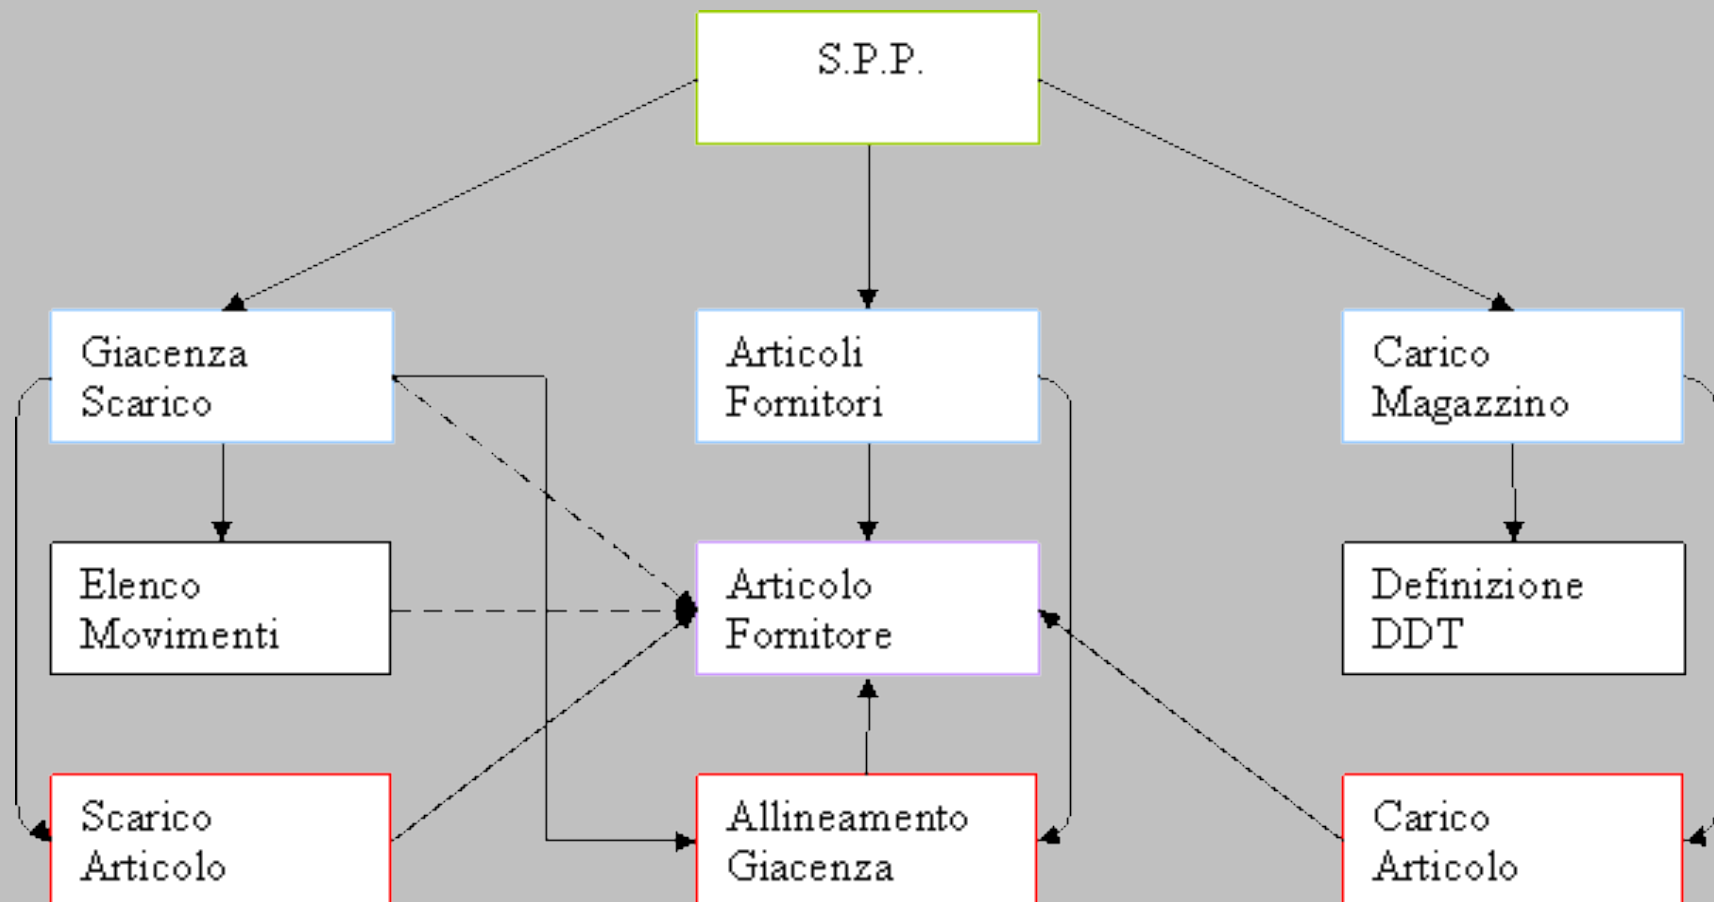 S.P.P.
Giacenza
Scarico
Articoli
Fornitori
Carico
Magazzino
Elenco
Movimenti
Articolo
Fornitore
Definizione
DDT
Scarico
Articolo
Allineamento
Giacenza
Carico
Articolo